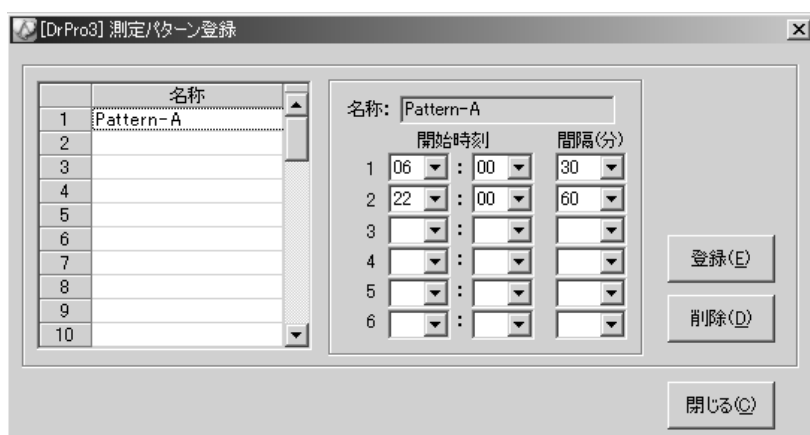 [DrPro3] 測定パターン登録
名称
1 Pattern-A
2
3
4
5
6
7
8
9
10
名称: Pattern-A
開始時刻 間隔(分)
1 06 : 00 30
2 22 : 00 60
3 :
4 :
5 :
6 :
登録(E)
削除(D)
閉じる(C)